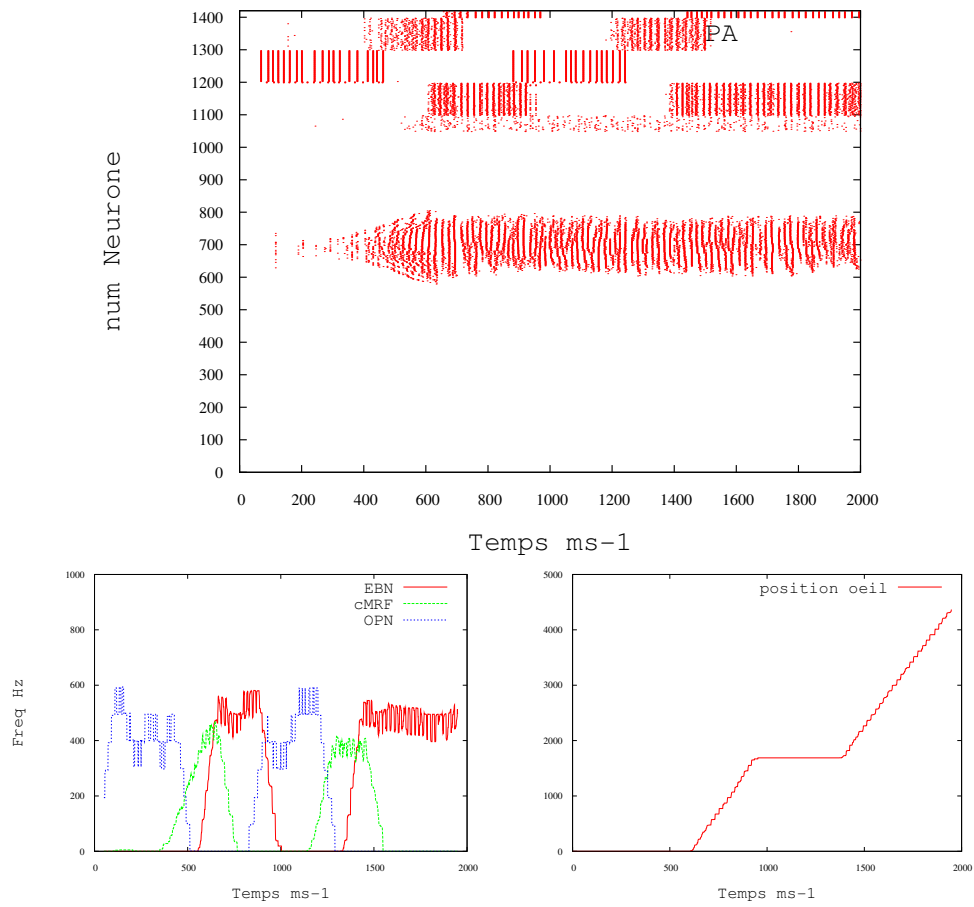 1400
1300
1200
1100
1000
900
800
700
600
500
400
300
200
100
0
num Neurone
PA
0 200 400 600 800 1000 1200 1400 1600 1800 2000
Temps ms-1
1000
800
600
400
200
0
Freq Hz
EBN
cMRF
OPN
0 500 1000 1500 2000
Temps ms-1
5000
4000
3000
2000
1000
0
position oeil
0 500 1000 1500 2000
Temps ms-1